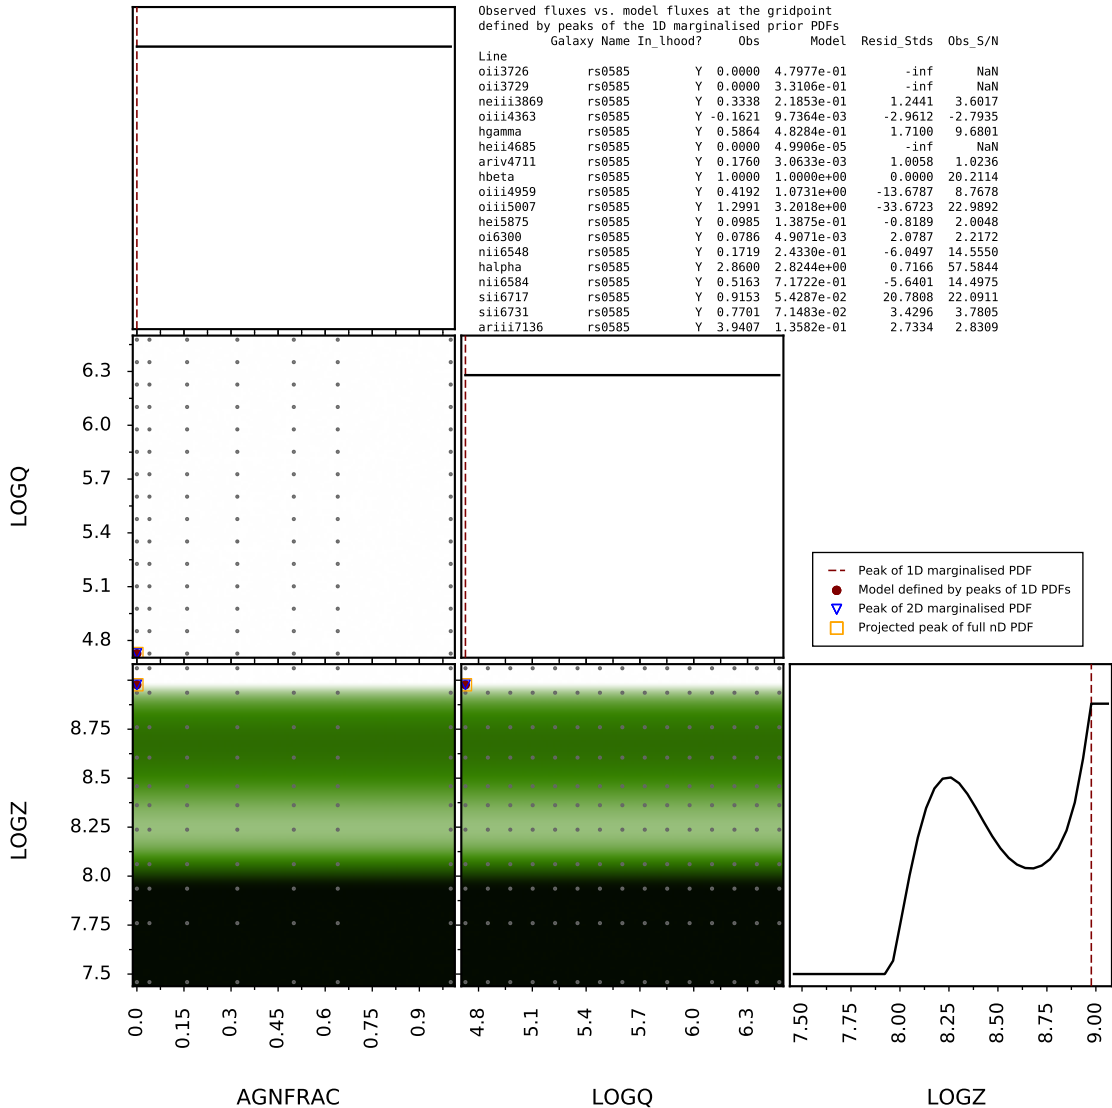 Observed fluxes vs. model fluxes at the gridpoint
defined by peaks of the 1D marginalised prior PDFs
Galaxy Name In_lhood? Obs Model Resid_Stds Obs_S/N
Line
oii3726 rs0585 Y 0.0000 4.7977e-01 -inf NaN
oii3729 rs0585 Y 0.0000 3.3106e-01 -inf NaN
neiii3869 rs0585 Y 0.3338 2.1853e-01 1.2441 3.6017
oiii4363 rs0585 Y -0.1621 9.7364e-03 -2.9612 -2.7935
hgamma rs0585 Y 0.5864 4.8284e-01 1.7100 9.6801
heii4685 rs0585 Y 0.0000 4.9906e-05 -inf NaN
ariv4711 rs0585 Y 0.1760 3.0633e-03 1.0058 1.0236
hbeta rs0585 Y 1.0000 1.0000e+00 0.0000 20.2114
oiii4959 rs0585 Y 0.4192 1.0731e+00 -13.6787 8.7678
oiii5007 rs0585 Y 1.2991 3.2018e+00 -33.6723 22.9892
hei5875 rs0585 Y 0.0985 1.3875e-01 -0.8189 2.0048
oi6300 rs0585 Y 0.0786 4.9071e-03 2.0787 2.2172
nii6548 rs0585 Y 0.1719 2.4330e-01 -6.0497 14.5550
halpha rs0585 Y 2.8600 2.8244e+00 0.7166 57.5844
nii6584 rs0585 Y 0.5163 7.1722e-01 -5.6401 14.4975
sii6717 rs0585 Y 0.9153 5.4287e-02 20.7808 22.0911
sii6731 rs0585 Y 0.7701 7.1483e-02 3.4296 3.7805
ariii7136 rs0585 Y 3.9407 1.3582e-01 2.7334 2.8309
6.3
6.0
5.7
5.4
5.1
4.8
LOGQ
Peak of 1D marginalised PDF
Model defined by peaks of 1D PDFs
Peak of 2D marginalised PDF
Projected peak of full nD PDF
8.75
8.5
8.25
8.0
7.75
7.5
LOGZ
0.0 0.15 0.3 0.45 0.6 0.75 0.9
4.8 5.1 5.4 5.7 6.0 6.3
7.50 7.75 8.00 8.25 8.50 8.75 9.00
AGNFRAC LOGQ LOGZ